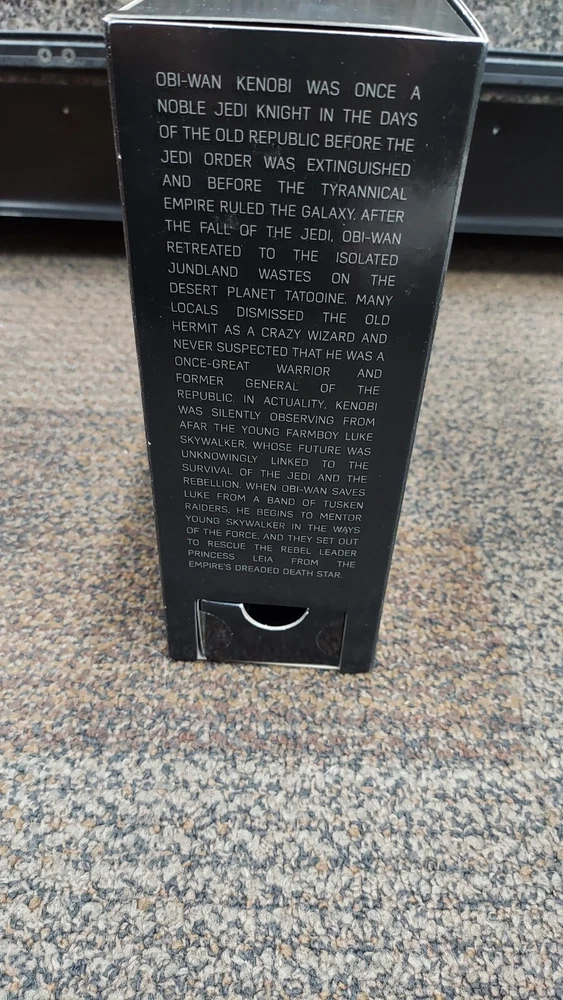 OBI-WAN KENOBI WAS ONCE A
NOBLE JEDI KNIGHT IN THE DAYS
OF THE OLD REPUBLIC BEFORE THE
JEDI ORDER WAS EXTINGUISHED
AND BEFORE THE TYRANNICAL
EMPIRE RULED THE GALAXY. AFTER
THE FALL OF THE JEDI, OBI-WAN
RETREATED TO THE ISOLATED
JUNDLAND WASTES ON THE
DESERT PLANET TATOOINE. MANY
LOCALS DISMISSED THE OLD
HERMIT AS A CRAZY WIZARD AND
NEVER SUSPECTED THAT HE WAS A
ONCE-GREAT WARRIOR AND
FORMER GENERAL OF THE
REPUBLIC. IN ACTUALITY, KENOBI
WAS SILENTLY OBSERVING FROM
AFAR THE YOUNG FARMBOY LUKE
SKYWALKER, WHOSE FUTURE WAS
UNKNOWINGLY LINKED TO THE
SURVIVAL OF THE JEDI AND THE
REBELLION. WHEN OBI-WAN SAVES
LUKE FROM A BAND OF TUSKEN
RAIDERS, HE BEGINS TO MENTOR
YOUNG SKYWALKER IN THE WAYS
OF THE FORCE, AND THEY SET OUT
TO RESCUE THE REBEL LEADER
PRINCESS LEIA FROM THE
EMPIRE'S DREADED DEATH STAR.